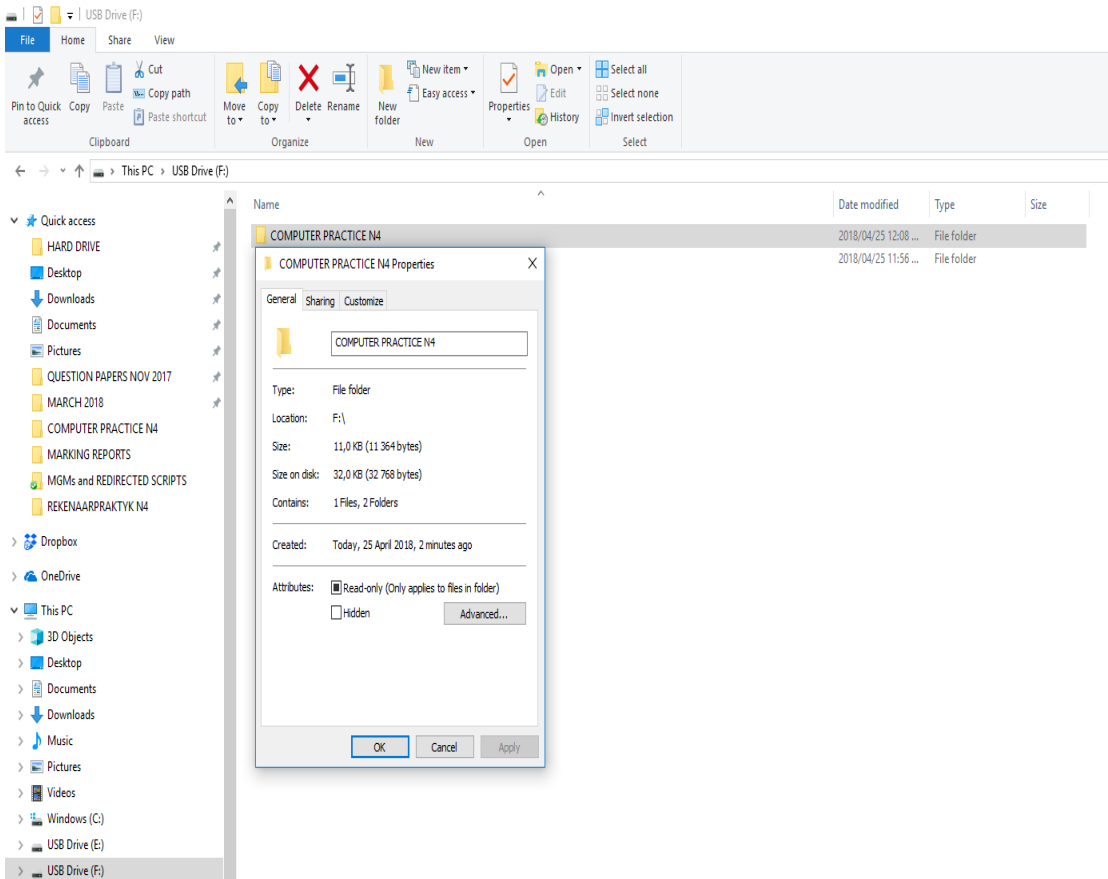 USB Drive (F:)
File Home Share View
Pin to Quick access
Copy
Paste
Cut
Copy path
Paste shortcut
Clipboard
Move to
Copy to
Delete
Rename
Organize
New folder
New item
Easy access
New
Properties
Open
Edit
History
Open
Select all
Select none
Invert selection
Select
This PC > USB Drive (F:)
Name Date modified Type Size
COMPUTER PRACTICE N4 2018/04/25 12:08 ... File folder
2018/04/25 11:56 ... File folder
Quick access
HARD DRIVE
Desktop
Downloads
Documents
Pictures
QUESTION PAPERS NOV 2017
MARCH 2018
COMPUTER PRACTICE N4
MARKING REPORTS
MGMs and REDIRECTED SCRIPTS
REKENAARPRAKTYK N4
Dropbox
OneDrive
This PC
3D Objects
Desktop
Documents
Downloads
Music
Pictures
Videos
Windows (C:)
USB Drive (E:)
USB Drive (F:)
COMPUTER PRACTICE N4 Properties X
General Sharing Customize
COMPUTER PRACTICE N4
Type: File folder
Location: F:\
Size: 11,0 KB (11 364 bytes)
Size on disk: 32,0 KB (32 768 bytes)
Contains: 1 Files, 2 Folders
Created: Today, 25 April 2018, 2 minutes ago
Attributes: Read-only (Only applies to files in folder)
Hidden Advanced...
OK Cancel Apply